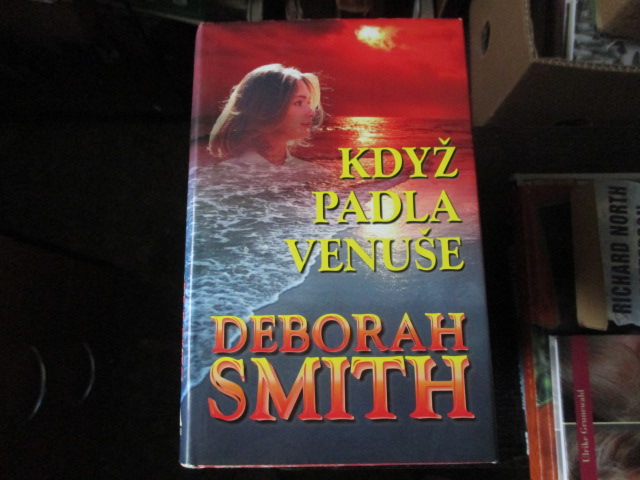 KDYŽ
PADLA
VENUŠE
DEBORAH
SMITH
RICHARD NORTH
Ulrike Grunewald